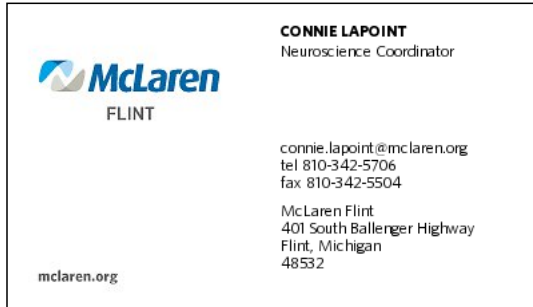 McLaren
FLINT
mclaren.org
CONNIE LAPOINT
Neuroscience Coordinator
connie.lapoint@mclaren.org
tel 810-342-5706
fax 810-342-5504
McLaren Flint
401 South Ballenger Highway
Flint, Michigan
48532